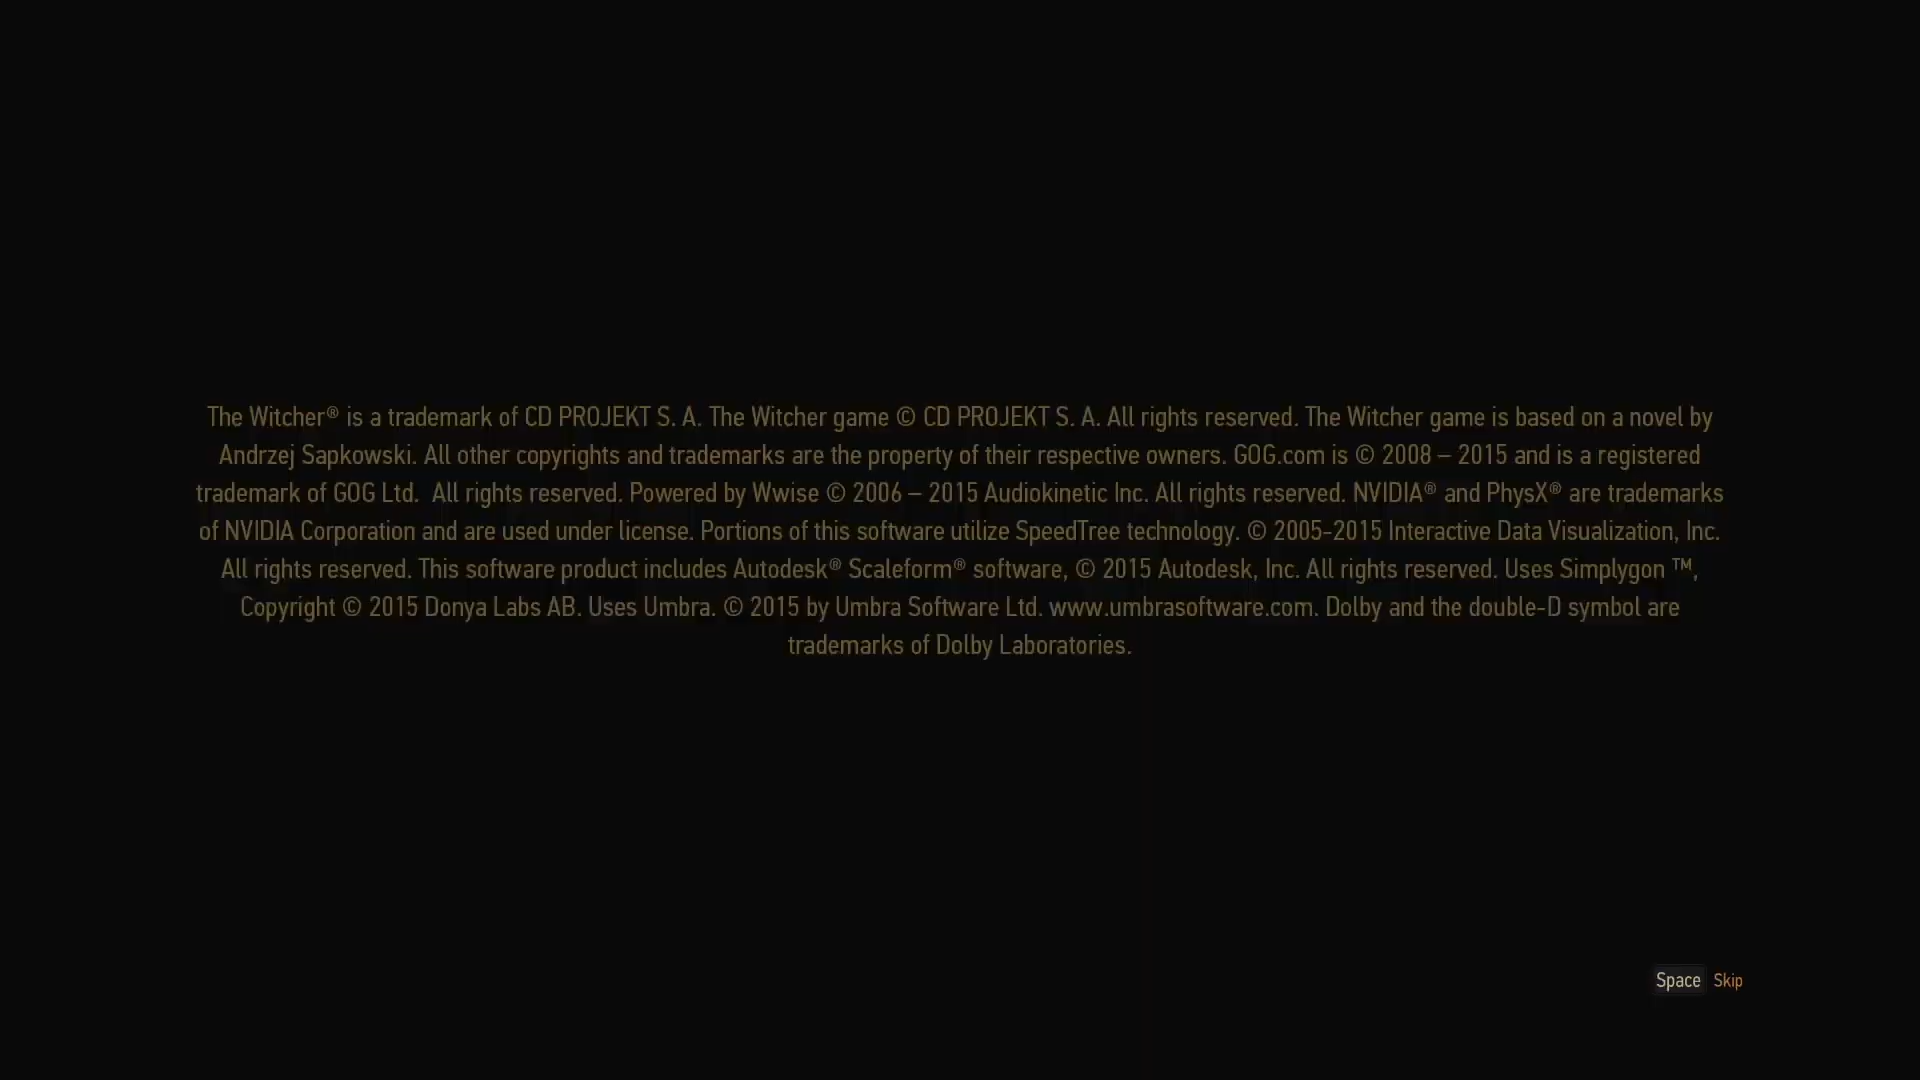 The Witcher® is a trademark of CD PROJEKT S. A. The Witcher game © CD PROJEKT S. A. All rights reserved. The Witcher game is based on a novel by
Andrzej Sapkowski. All other copyrights and trademarks are the property of their respective owners. GOG.com is © 2008 – 2015 and is a registered
trademark of GOG Ltd.  All rights reserved. Powered by Wwise © 2006 – 2015 Audiokinetic Inc. All rights reserved. NVIDIA® and PhysX® are trademarks
of NVIDIA Corporation and are used under license. Portions of this software utilize SpeedTree technology. © 2005-2015 Interactive Data Visualization, Inc.
All rights reserved. This software product includes Autodesk® Scaleform® software, © 2015 Autodesk, Inc. All rights reserved. Uses Simplygon ™,
Copyright © 2015 Donya Labs AB. Uses Umbra. © 2015 by Umbra Software Ltd. www.umbrasoftware.com. Dolby and the double-D symbol are
trademarks of Dolby Laboratories.
Space Skip